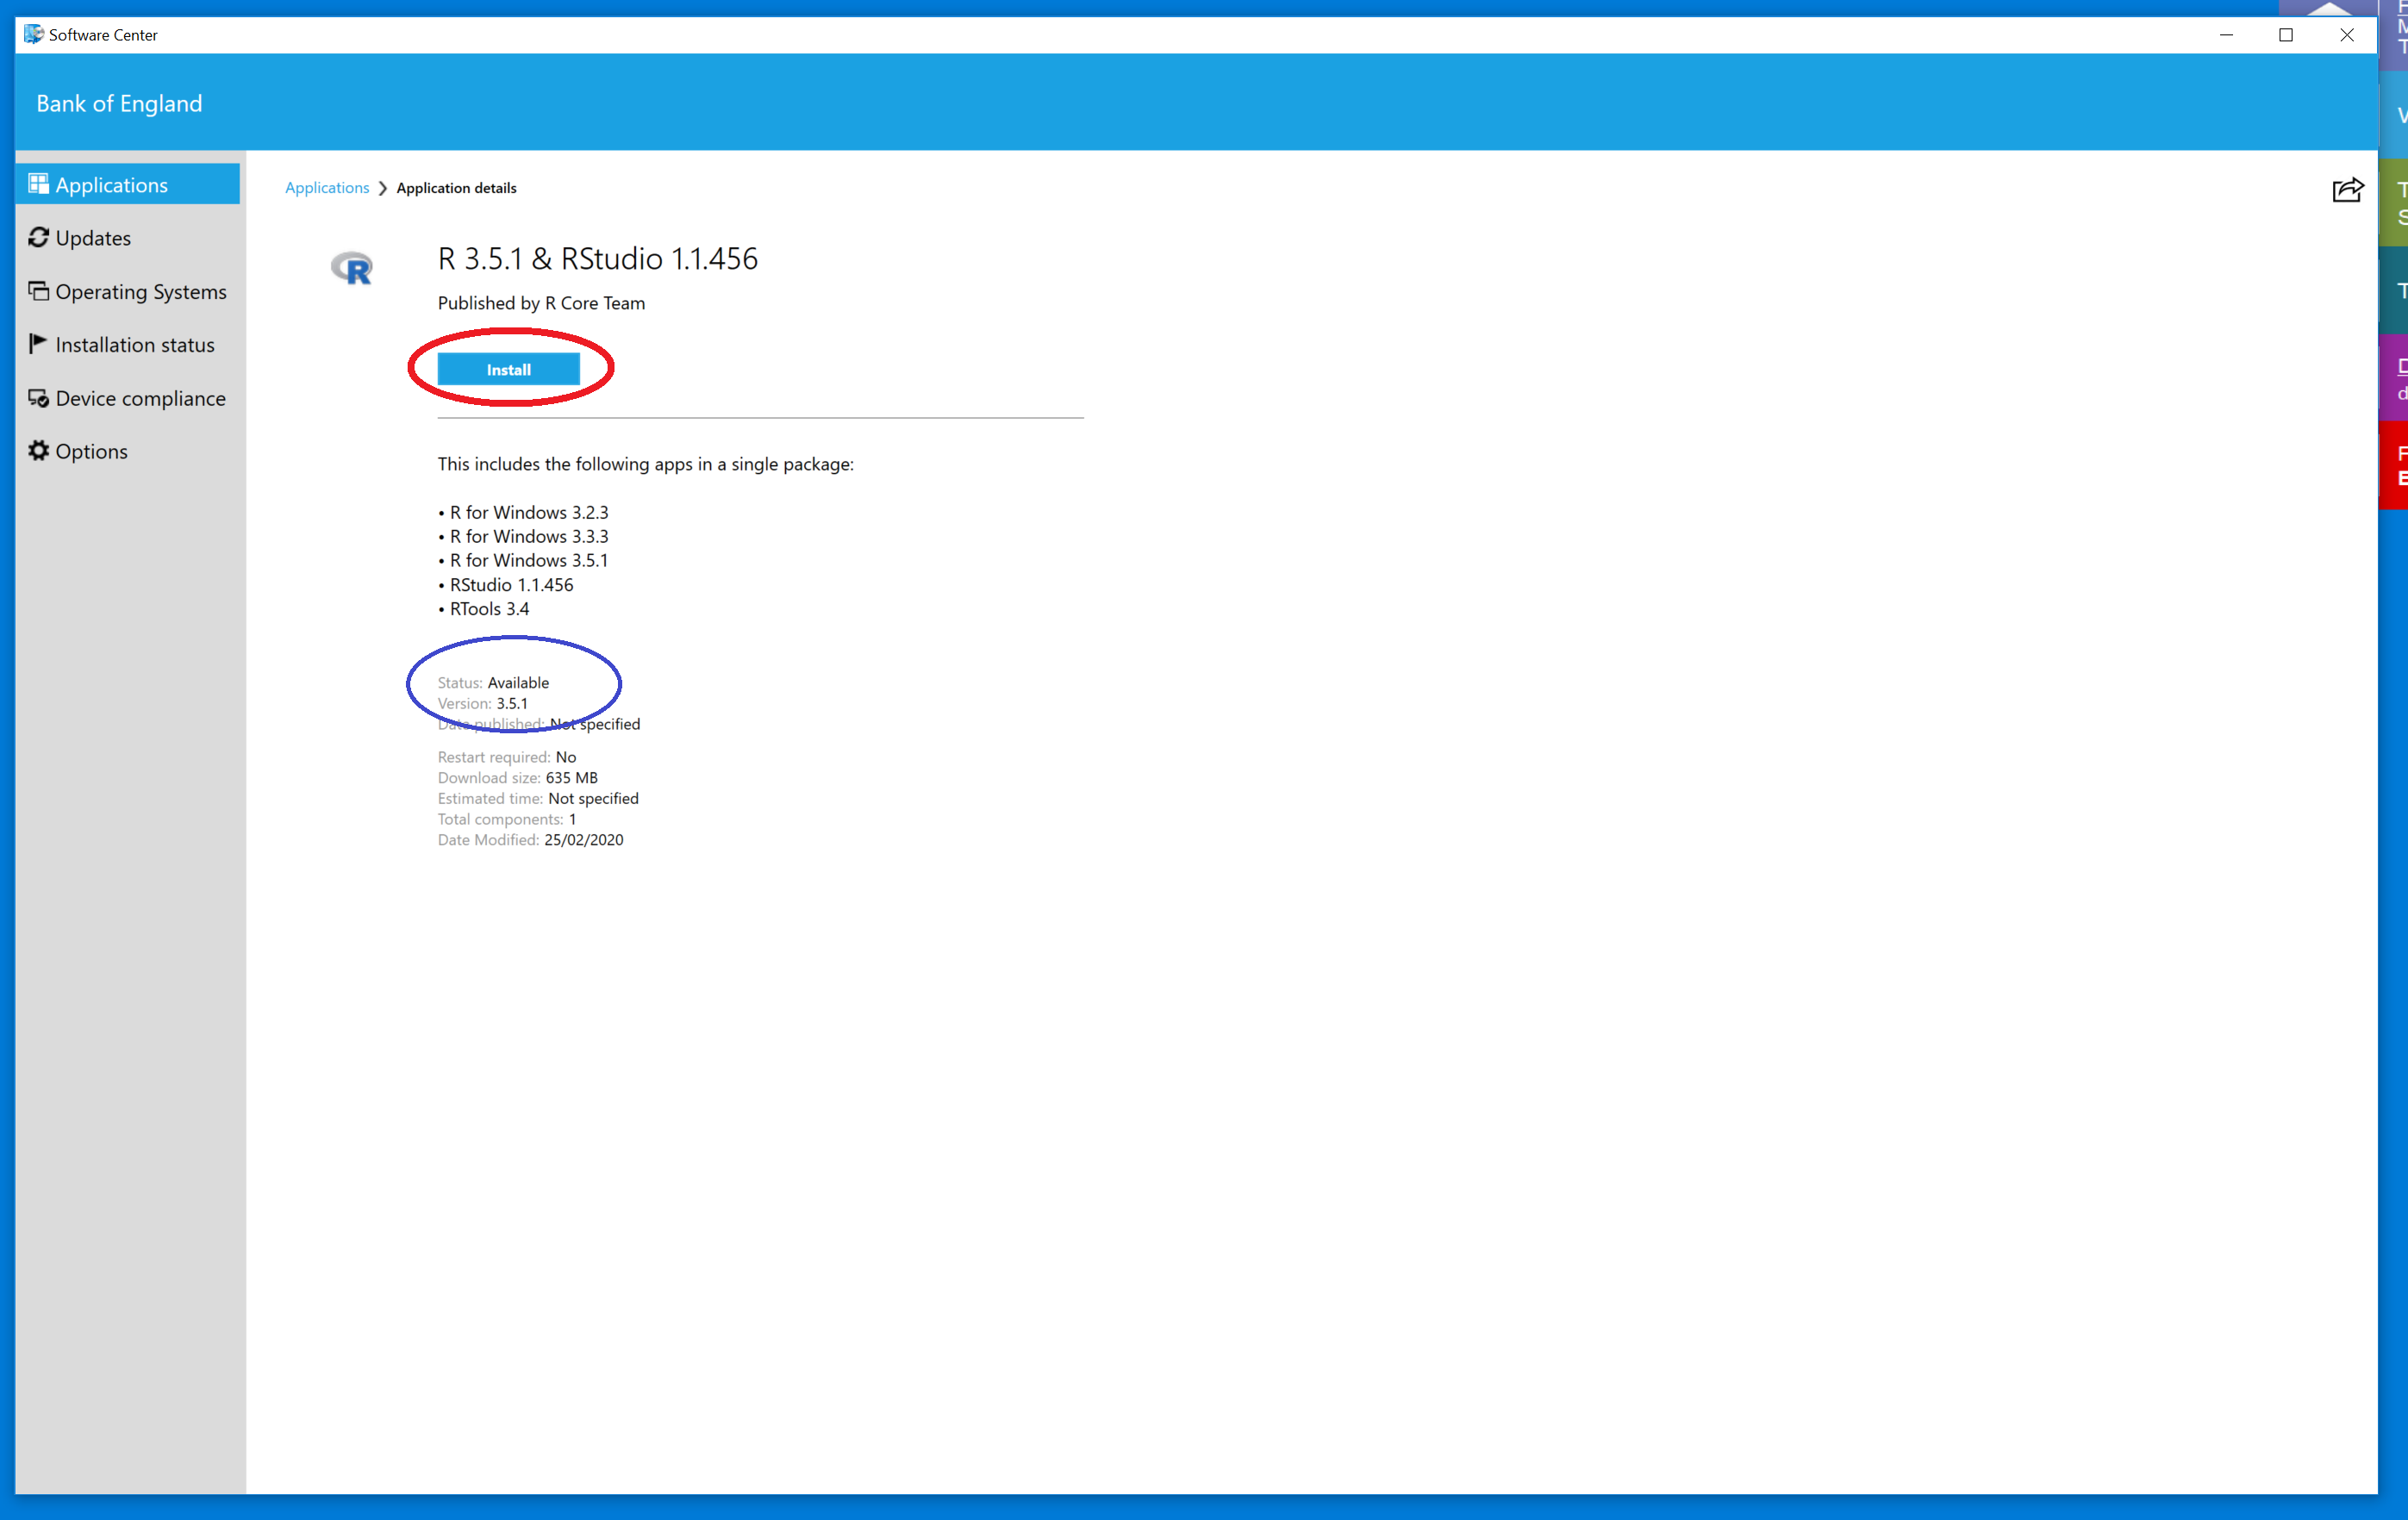 Software Center
Bank of England
Applications
Updates
Operating Systems
Installation status
Device compliance
Options
Applications ❯ Application details
R
R 3.5.1 & RStudio 1.1.456
Published by R Core Team
Install
This includes the following apps in a single package:
• R for Windows 3.2.3
• R for Windows 3.3.3
• R for Windows 3.5.1
• RStudio 1.1.456
• RTools 3.4
Status: Available
Version: 3.5.1
Date published: Not specified
Restart required: No
Download size: 635 MB
Estimated time: Not specified
Total components: 1
Date Modified: 25/02/2020